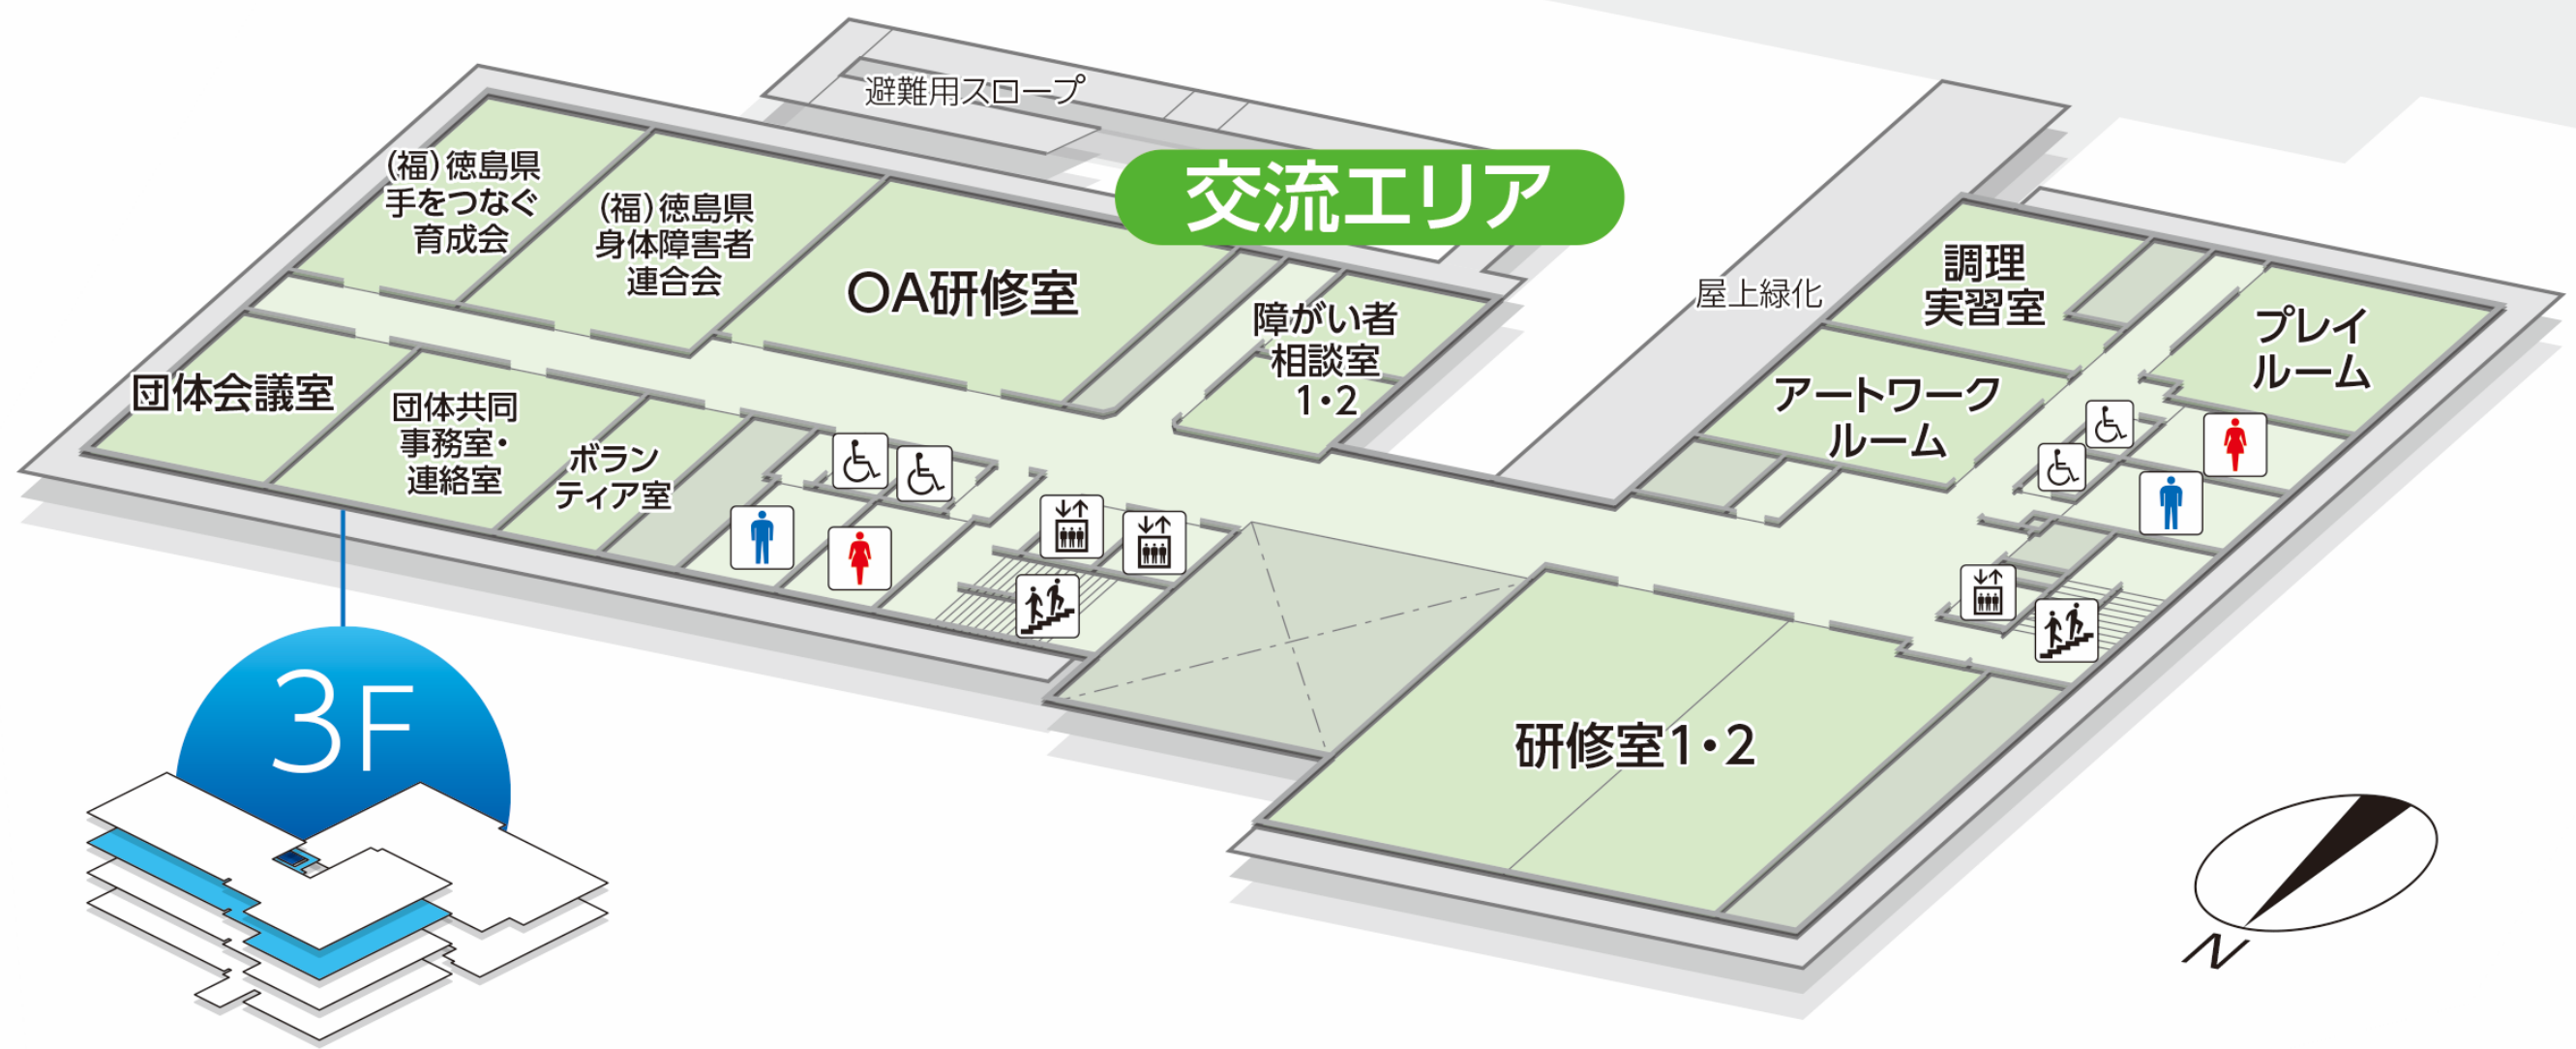 避難用スロープ
交流エリア
(福)徳島県
手をつなぐ
育成会
(福)徳島県
身体障害者
連合会
OA研修室
障がい者
相談室
1・2
屋上緑化
調理
実習室
プレイ
ルーム
アートワーク
ルーム
団体会議室
団体共同
事務室・
連絡室
ボラン
ティア室
研修室1・2
3F
N